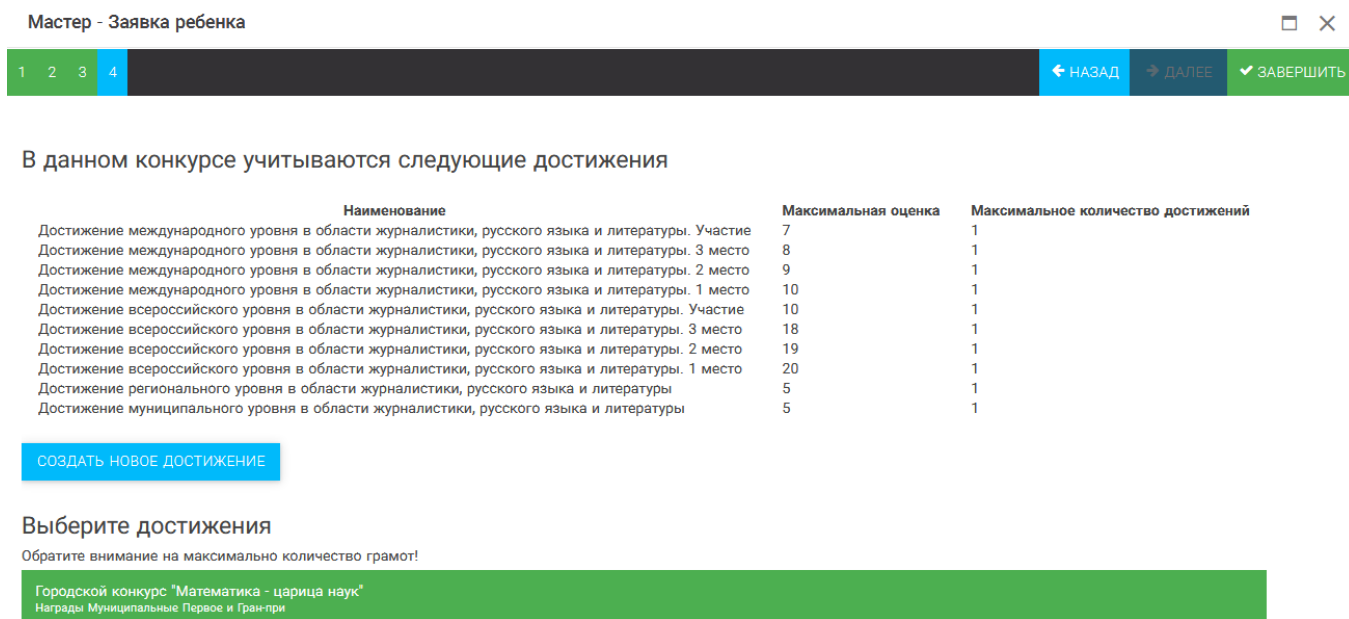 Мастер - Заявка ребенка
1 2 3 4 НАЗАД ДАЛЕЕ ЗАВЕРШИТЬ
В данном конкурсе учитываются следующие достижения
Наименование Максимальная оценка Максимальное количество достижений
Достижение международного уровня в области журналистики, русского языка и литературы. Участие 7 1
Достижение международного уровня в области журналистики, русского языка и литературы. 3 место 8 1
Достижение международного уровня в области журналистики, русского языка и литературы. 2 место 9 1
Достижение международного уровня в области журналистики, русского языка и литературы. 1 место 10 1
Достижение всероссийского уровня в области журналистики, русского языка и литературы. Участие 10 1
Достижение всероссийского уровня в области журналистики, русского языка и литературы. 3 место 18 1
Достижение всероссийского уровня в области журналистики, русского языка и литературы. 2 место 19 1
Достижение всероссийского уровня в области журналистики, русского языка и литературы. 1 место 20 1
Достижение регионального уровня в области журналистики, русского языка и литературы 5 1
Достижение муниципального уровня в области журналистики, русского языка и литературы 5 1
СОЗДАТЬ НОВОЕ ДОСТИЖЕНИЕ
Выберите достижения
Обратите внимание на максимально количество грамот!
Городской конкурс "Математика - царица наук"
Награды Муниципальные Первое и Гран-при